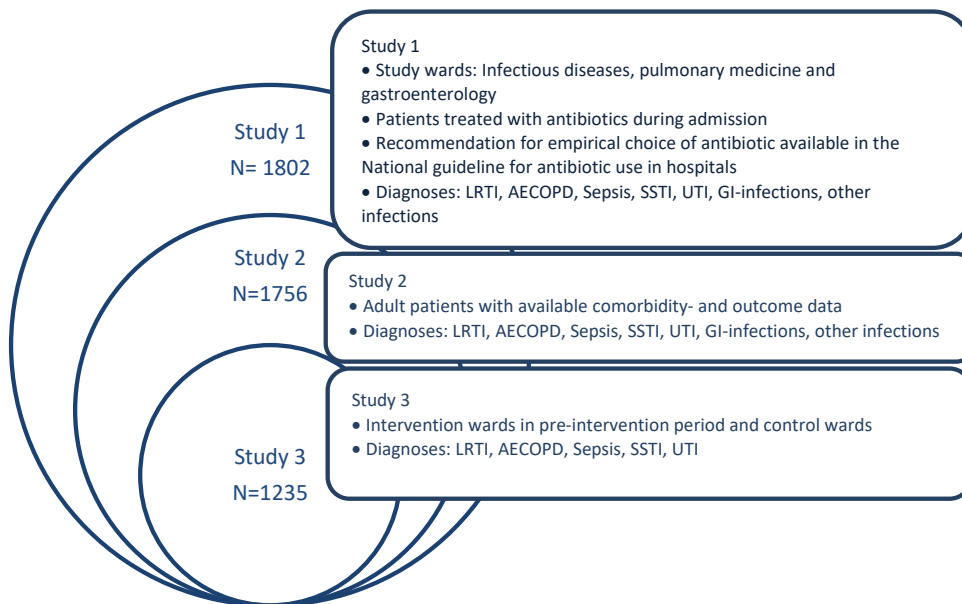 Study 1
N= 1802
Study 1
• Study wards: Infectious diseases, pulmonary medicine and
gastroenterology
• Patients treated with antibiotics during admission
• Recommendation for empirical choice of antibiotic available in the
National guideline for antibiotic use in hospitals
• Diagnoses: LRTI, AECOPD, Sepsis, SSTI, UTI, GI-infections, other
infections
Study 2
N=1756
Study 2
• Adult patients with available comorbidity- and outcome data
• Diagnoses: LRTI, AECOPD, Sepsis, SSTI, UTI, GI-infections, other infections
Study 3
N=1235
Study 3
• Intervention wards in pre-intervention period and control wards
• Diagnoses: LRTI, AECOPD, Sepsis, SSTI, UTI